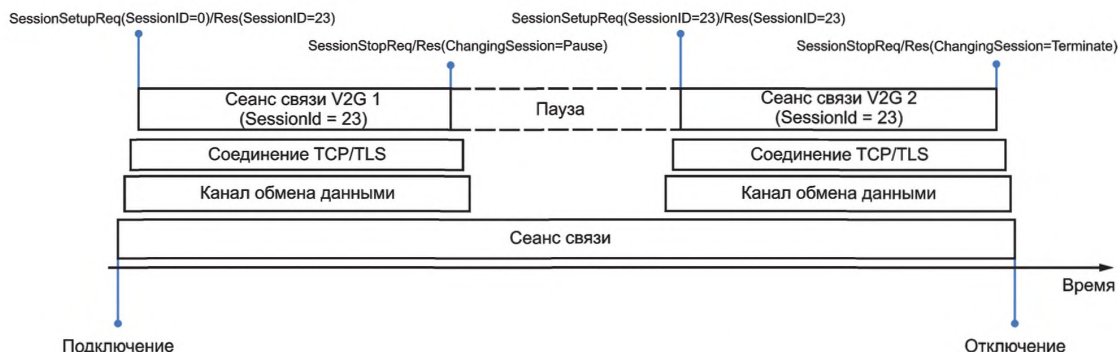 SessionSetupReq(SessionID=0)/Res(SessionID=23)
SessionSetupReq(SessionID=23)/Res(SessionID=23)
SessionStopReq/Res(ChangingSession=Pause)
SessionStopReq/Res(ChangingSession=Terminate)
Сеанс связи V2G 1
(SessionId = 23)
Пауза
Сеанс связи V2G 2
(SessionId = 23)
Соединение TCP/TLS
Соединение TCP/TLS
Канал обмена данными
Канал обмена данными
Сеанс связи
Время
Подключение
Отключение